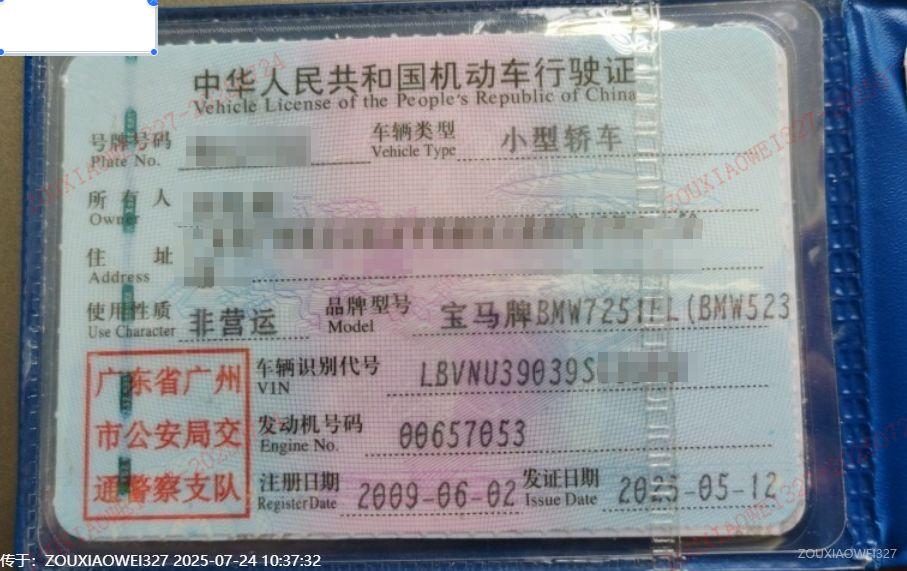 中华人民共和国机动车行驶证
Vehicle License of the People's Republic of China
号牌号码
Plate No.
车辆类型 小型轿车
Vehicle Type
所有人
Owner
住址
Address
使用性质 非营运
Use Character
品牌型号 宝马牌BMW7251FL(BMW523
Model
广东省广州
市公安局交
通警察支队
车辆识别代号 LBVNU39039S
VIN
发动机号码 00657053
Engine No.
注册日期 2009-06-02
Register Date
发证日期 2025-05-12
Issue Date
传于：ZOUXIAOWEI327 2025-07-24 10:37:32
ZOUXIAOWEI327